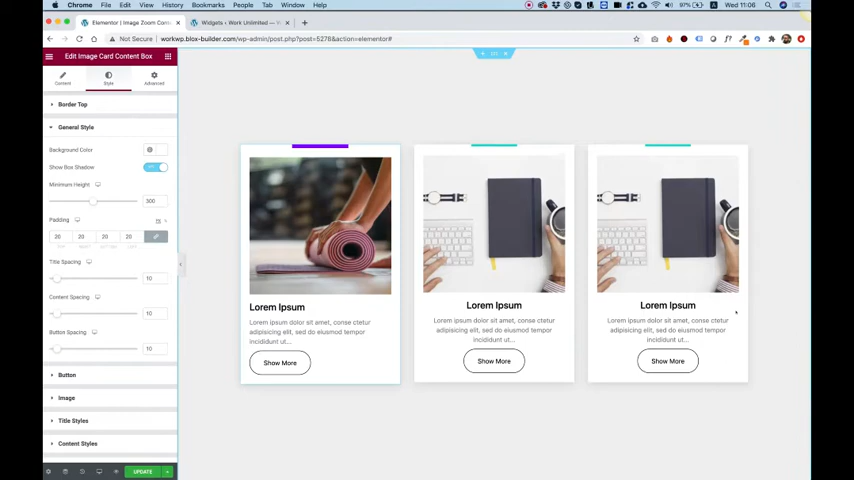 Chrome File Edit View History Bookmarks People Tab Window Help
97% Wed 11:06
Elementor | Image Zoom Con
Widgets ‹ Work Unlimited — W
Not Secure workwp.blox-builder.com/wp-admin/post.php?post=5278&action=elementor#
Edit Image Card Content Box
Content Style Advanced
Border Top
General Style
Background Color
Show Box Shadow
Minimum Height
300
Padding
20 20 20 20
Title Spacing
10
Content Spacing
10
Button Spacing
10
Button
Image
Title Styles
Content Styles
UPDATE
Lorem Ipsum
Lorem ipsum dolor sit amet, conse ctetur
adipisicing elit, sed do eiusmod tempor
incididunt ut...
Show More
Lorem Ipsum
Lorem ipsum dolor sit amet, conse ctetur
adipisicing elit, sed do eiusmod tempor
incididunt ut...
Show More
Lorem Ipsum
Lorem ipsum dolor sit amet, conse ctetur
adipisicing elit, sed do eiusmod tempor
incididunt ut...
Show More